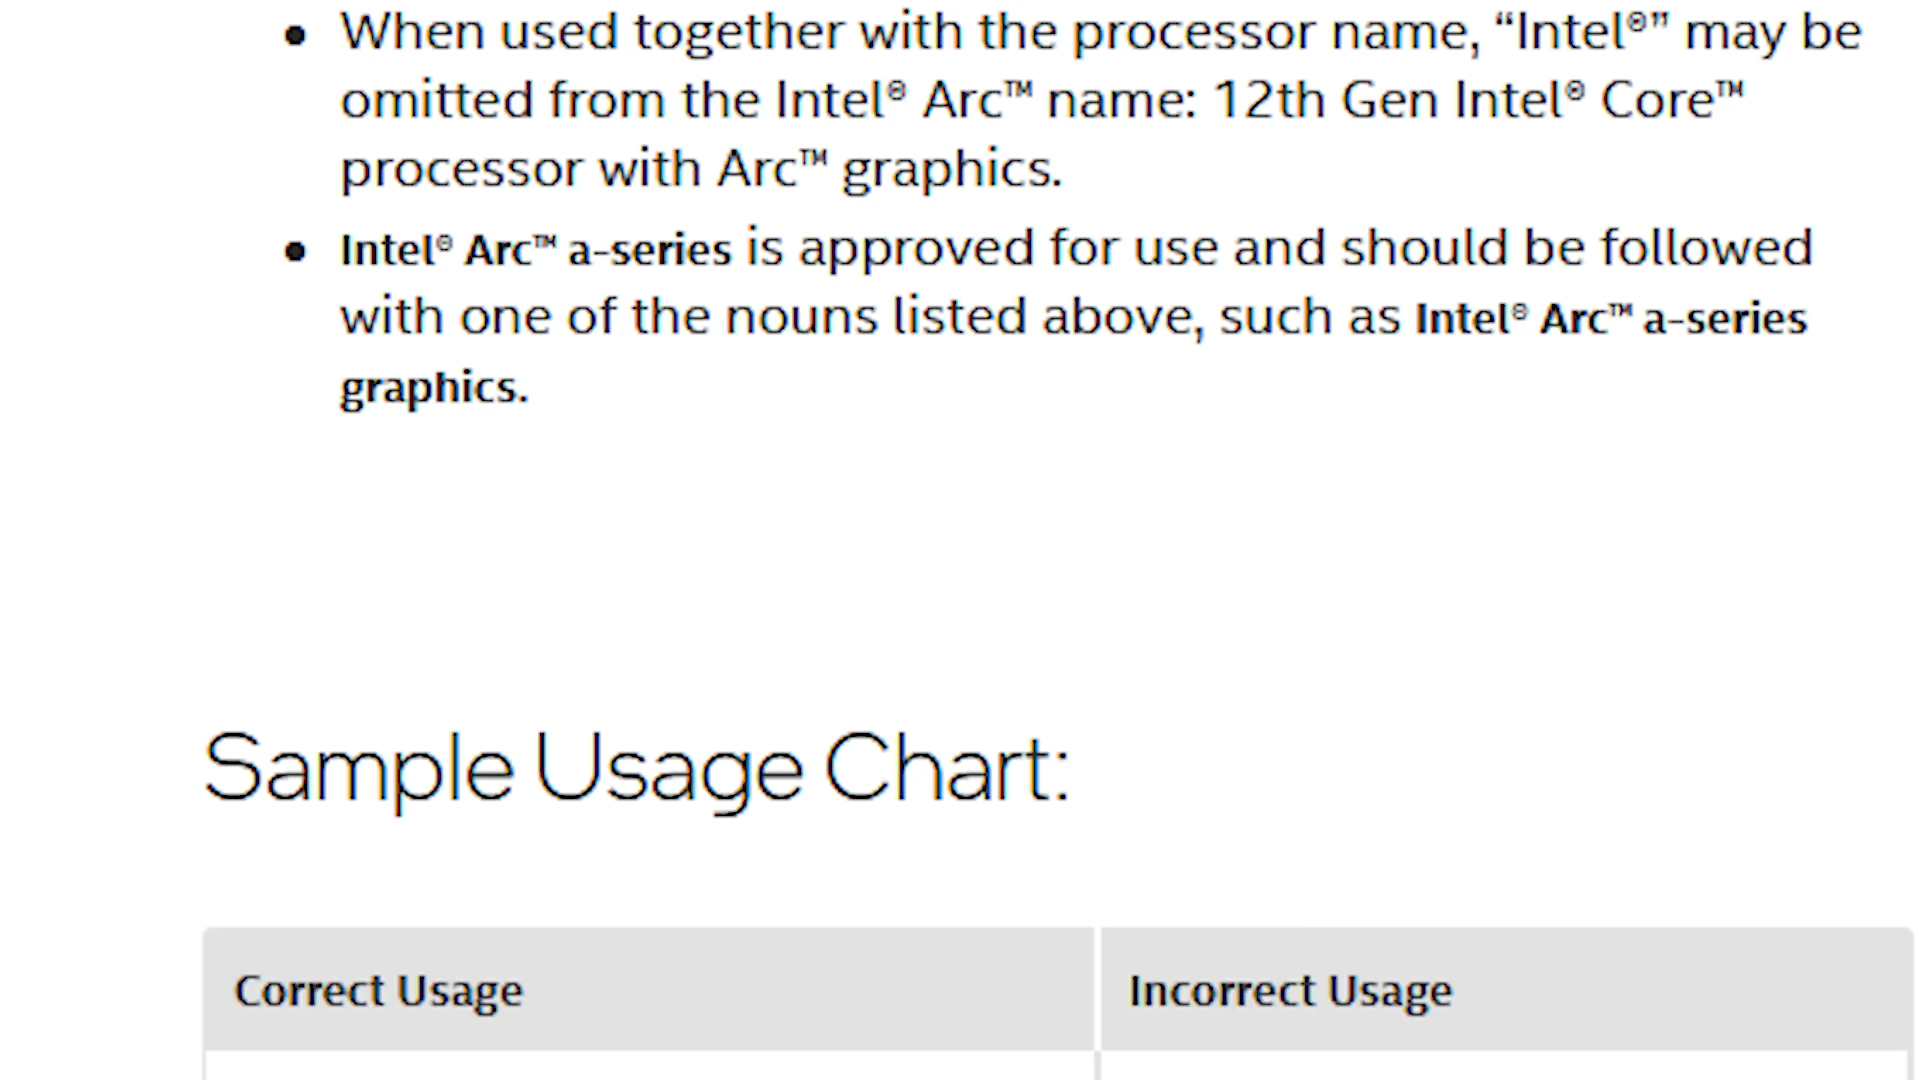 • When used together with the processor name, “Intel®” may be
omitted from the Intel® Arc™ name: 12th Gen Intel® Core™
processor with Arc™ graphics.
• Intel® Arc™ a-series is approved for use and should be followed
with one of the nouns listed above, such as Intel® Arc™ a-series
graphics.
Sample Usage Chart:
Correct Usage
Incorrect Usage